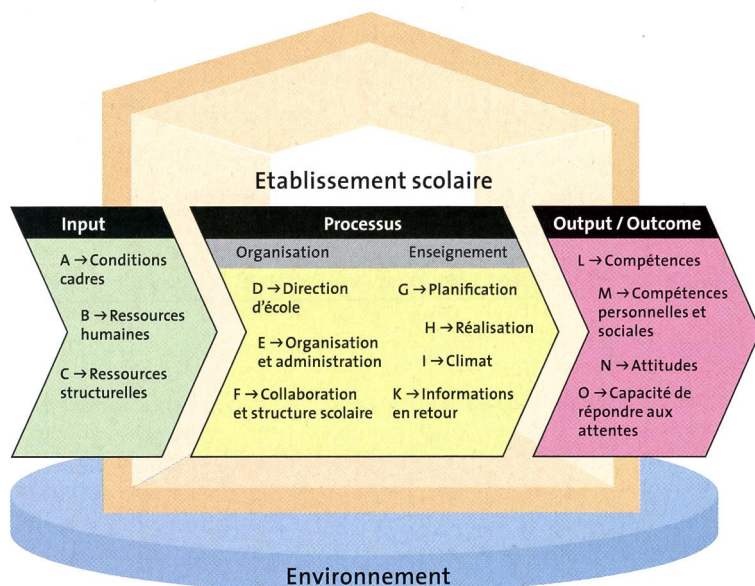 Etablissement scolaire
Input
A → Conditions
cadres
B → Ressources
humaines
C → Ressources
structurelles
Processus
Organisation
D → Direction
d'école
E → Organisation
et administration
F → Collaboration
et structure scolaire
Enseignement
G → Planification
H → Réalisation
I → Climat
K → Informations
en retour
Output / Outcome
L → Compétences
M → Compétences
personnelles et
sociales
N → Attitudes
O → Capacité de
répondre aux
attentes
Environnement